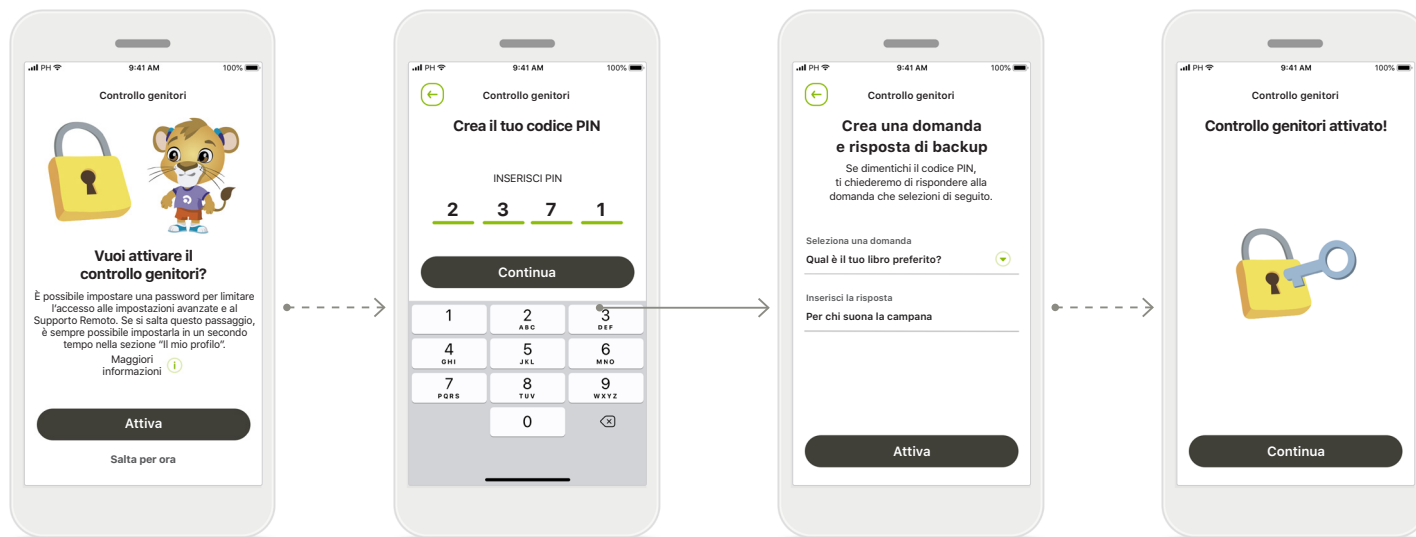 PH 9:41 AM 100%
Controllo genitori
Vuoi attivare il
controllo genitori?
È possibile impostare una password per limitare
l'accesso alle impostazioni avanzate e al
Supporto Remoto. Se si salta questo passaggio,
è sempre possibile impostarla in un secondo
tempo nella sezione “Il mio profilo”.
Maggiori
informazioni i
Attiva
Salta per ora
PH 9:41 AM 100%
Controllo genitori
Crea il tuo codice PIN
INSERISCI PIN
2 3 7 1
Continua
1 2 3
ABC DEF
4 5 6
GHI JKL MNO
7 8 9
PQRS TUV WXYZ
0
PH 9:41 AM 100%
Controllo genitori
Crea una domanda
e risposta di backup
Se dimentichi il codice PIN,
ti chiederemo di rispondere alla
domanda che selezioni di seguito.
Seleziona una domanda
Qual è il tuo libro preferito?
Inserisci la risposta
Per chi suona la campana
Attiva
PH 9:41 AM 100%
Controllo genitori
Controllo genitori attivato!
Continua